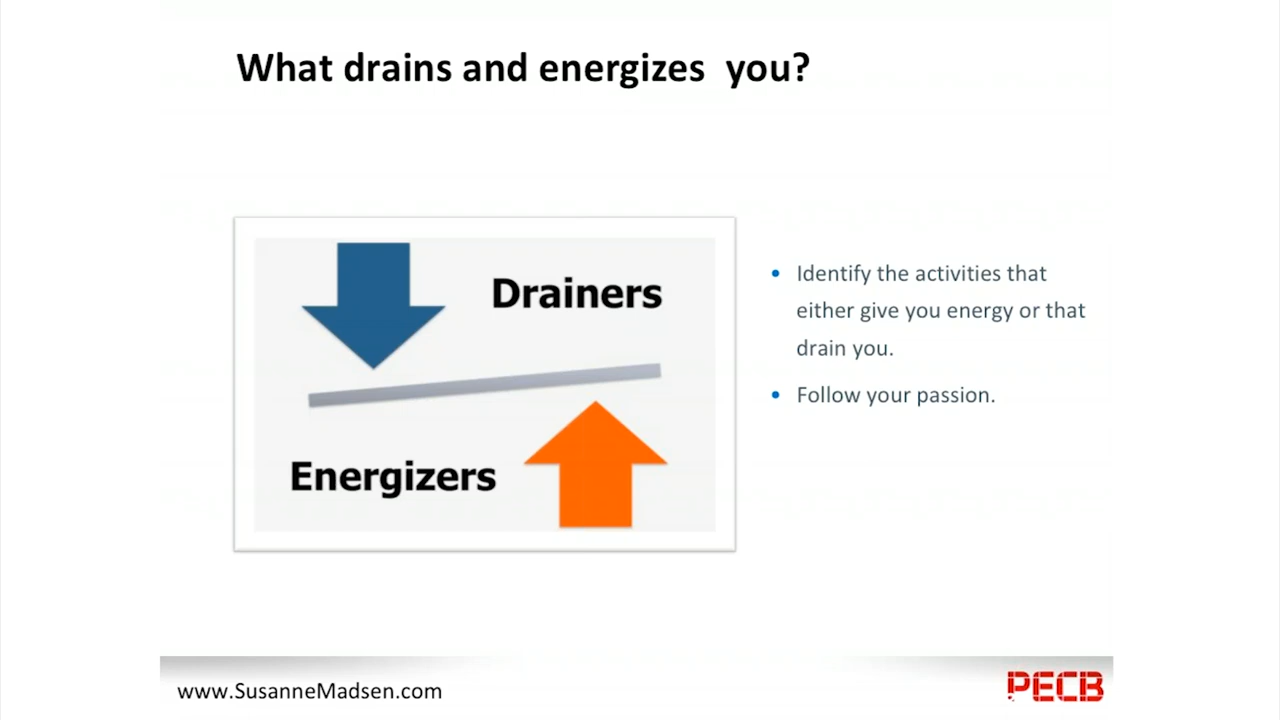 What drains and energizes  you?
Drainers
Energizers
• Identify the activities that
either give you energy or that
drain you.
• Follow your passion.
www.SusanneMadsen.com
PECB